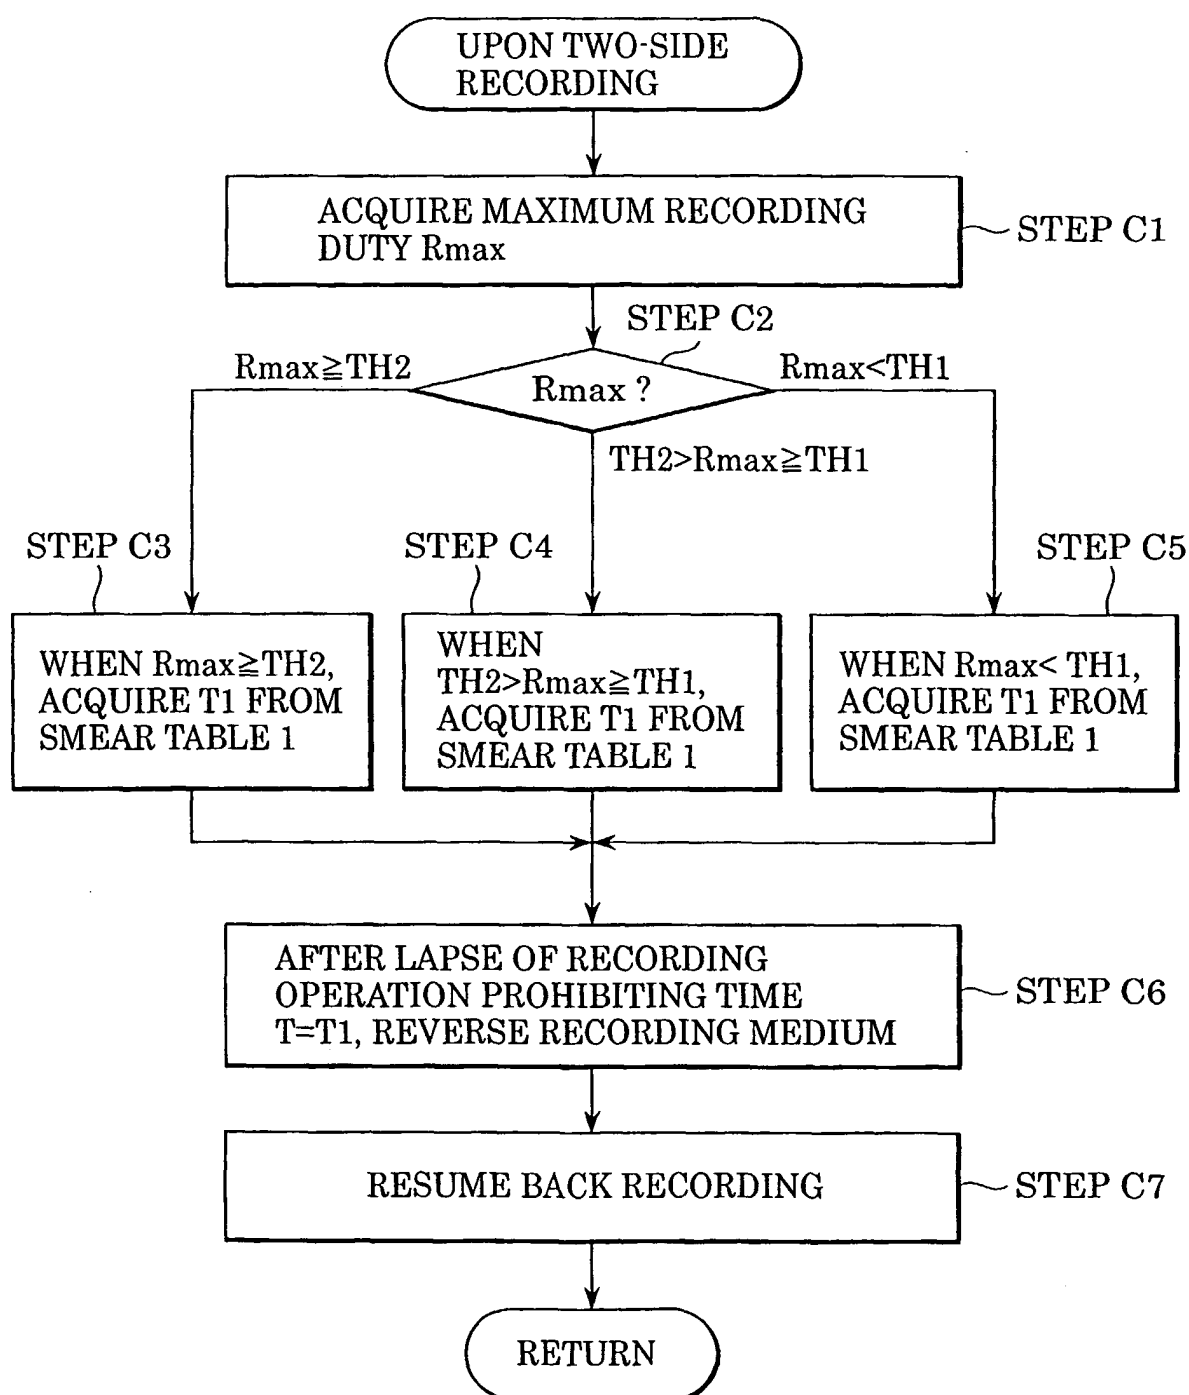 UPON TWO-SIDE
RECORDING
ACQUIRE MAXIMUM RECORDING
DUTY Rmax
STEP C1
STEP C2
Rmax≧TH2
Rmax ?
Rmax<TH1
TH2>Rmax≧TH1
STEP C3
STEP C4
STEP C5
WHEN Rmax≧TH2,
ACQUIRE T1 FROM
SMEAR TABLE 1
WHEN
TH2>Rmax≧TH1,
ACQUIRE T1 FROM
SMEAR TABLE 1
WHEN Rmax< TH1,
ACQUIRE T1 FROM
SMEAR TABLE 1
AFTER LAPSE OF RECORDING
OPERATION PROHIBITING TIME
T=T1, REVERSE RECORDING MEDIUM
STEP C6
RESUME BACK RECORDING
STEP C7
RETURN